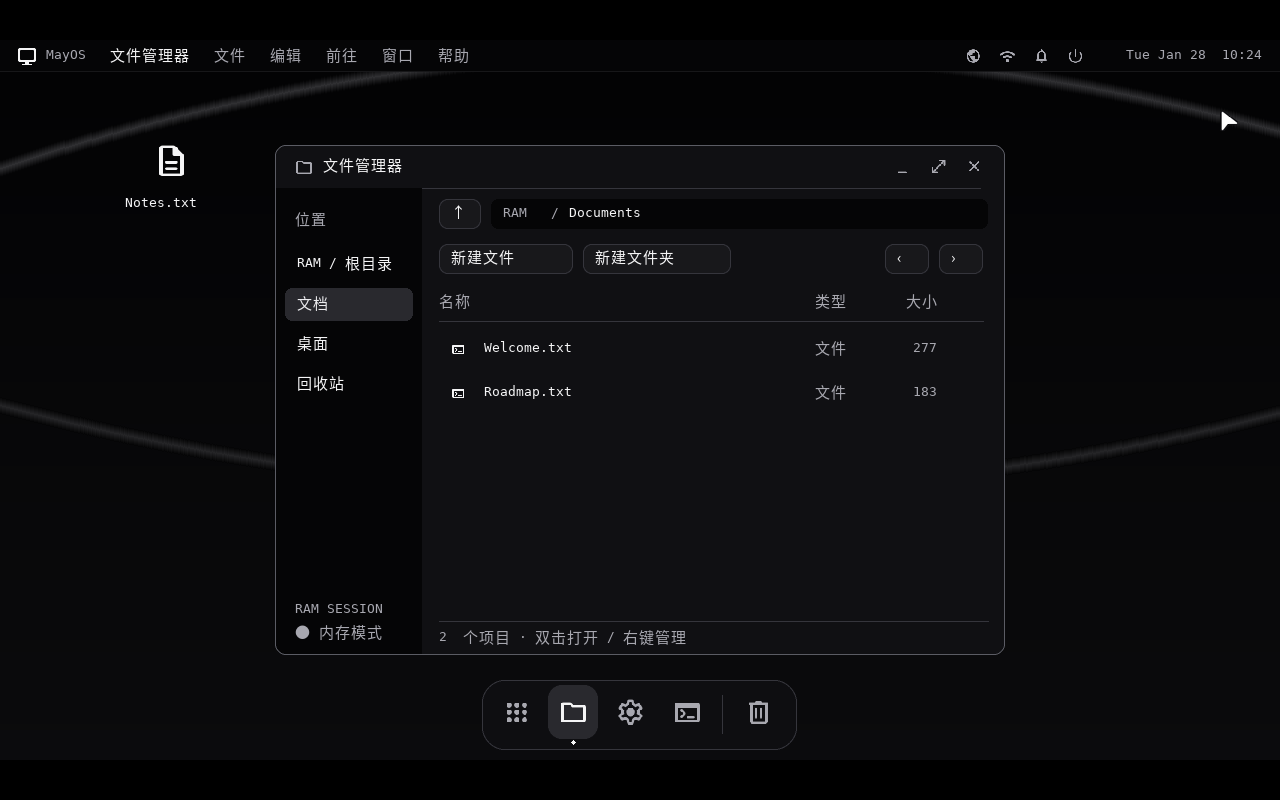 MayOS 文件管理器 文件 编辑 前往 窗口 帮助 Tue Jan 28 10:24
Notes.txt
文件管理器
位置
RAM / 根目录
文档
桌面
回收站
RAM SESSION
内存模式
↑ RAM / Documents
新建文件 新建文件夹 ‹ ›
名称 类型 大小
Welcome.txt 文件 277
Roadmap.txt 文件 183
2 个项目 · 双击打开 / 右键管理